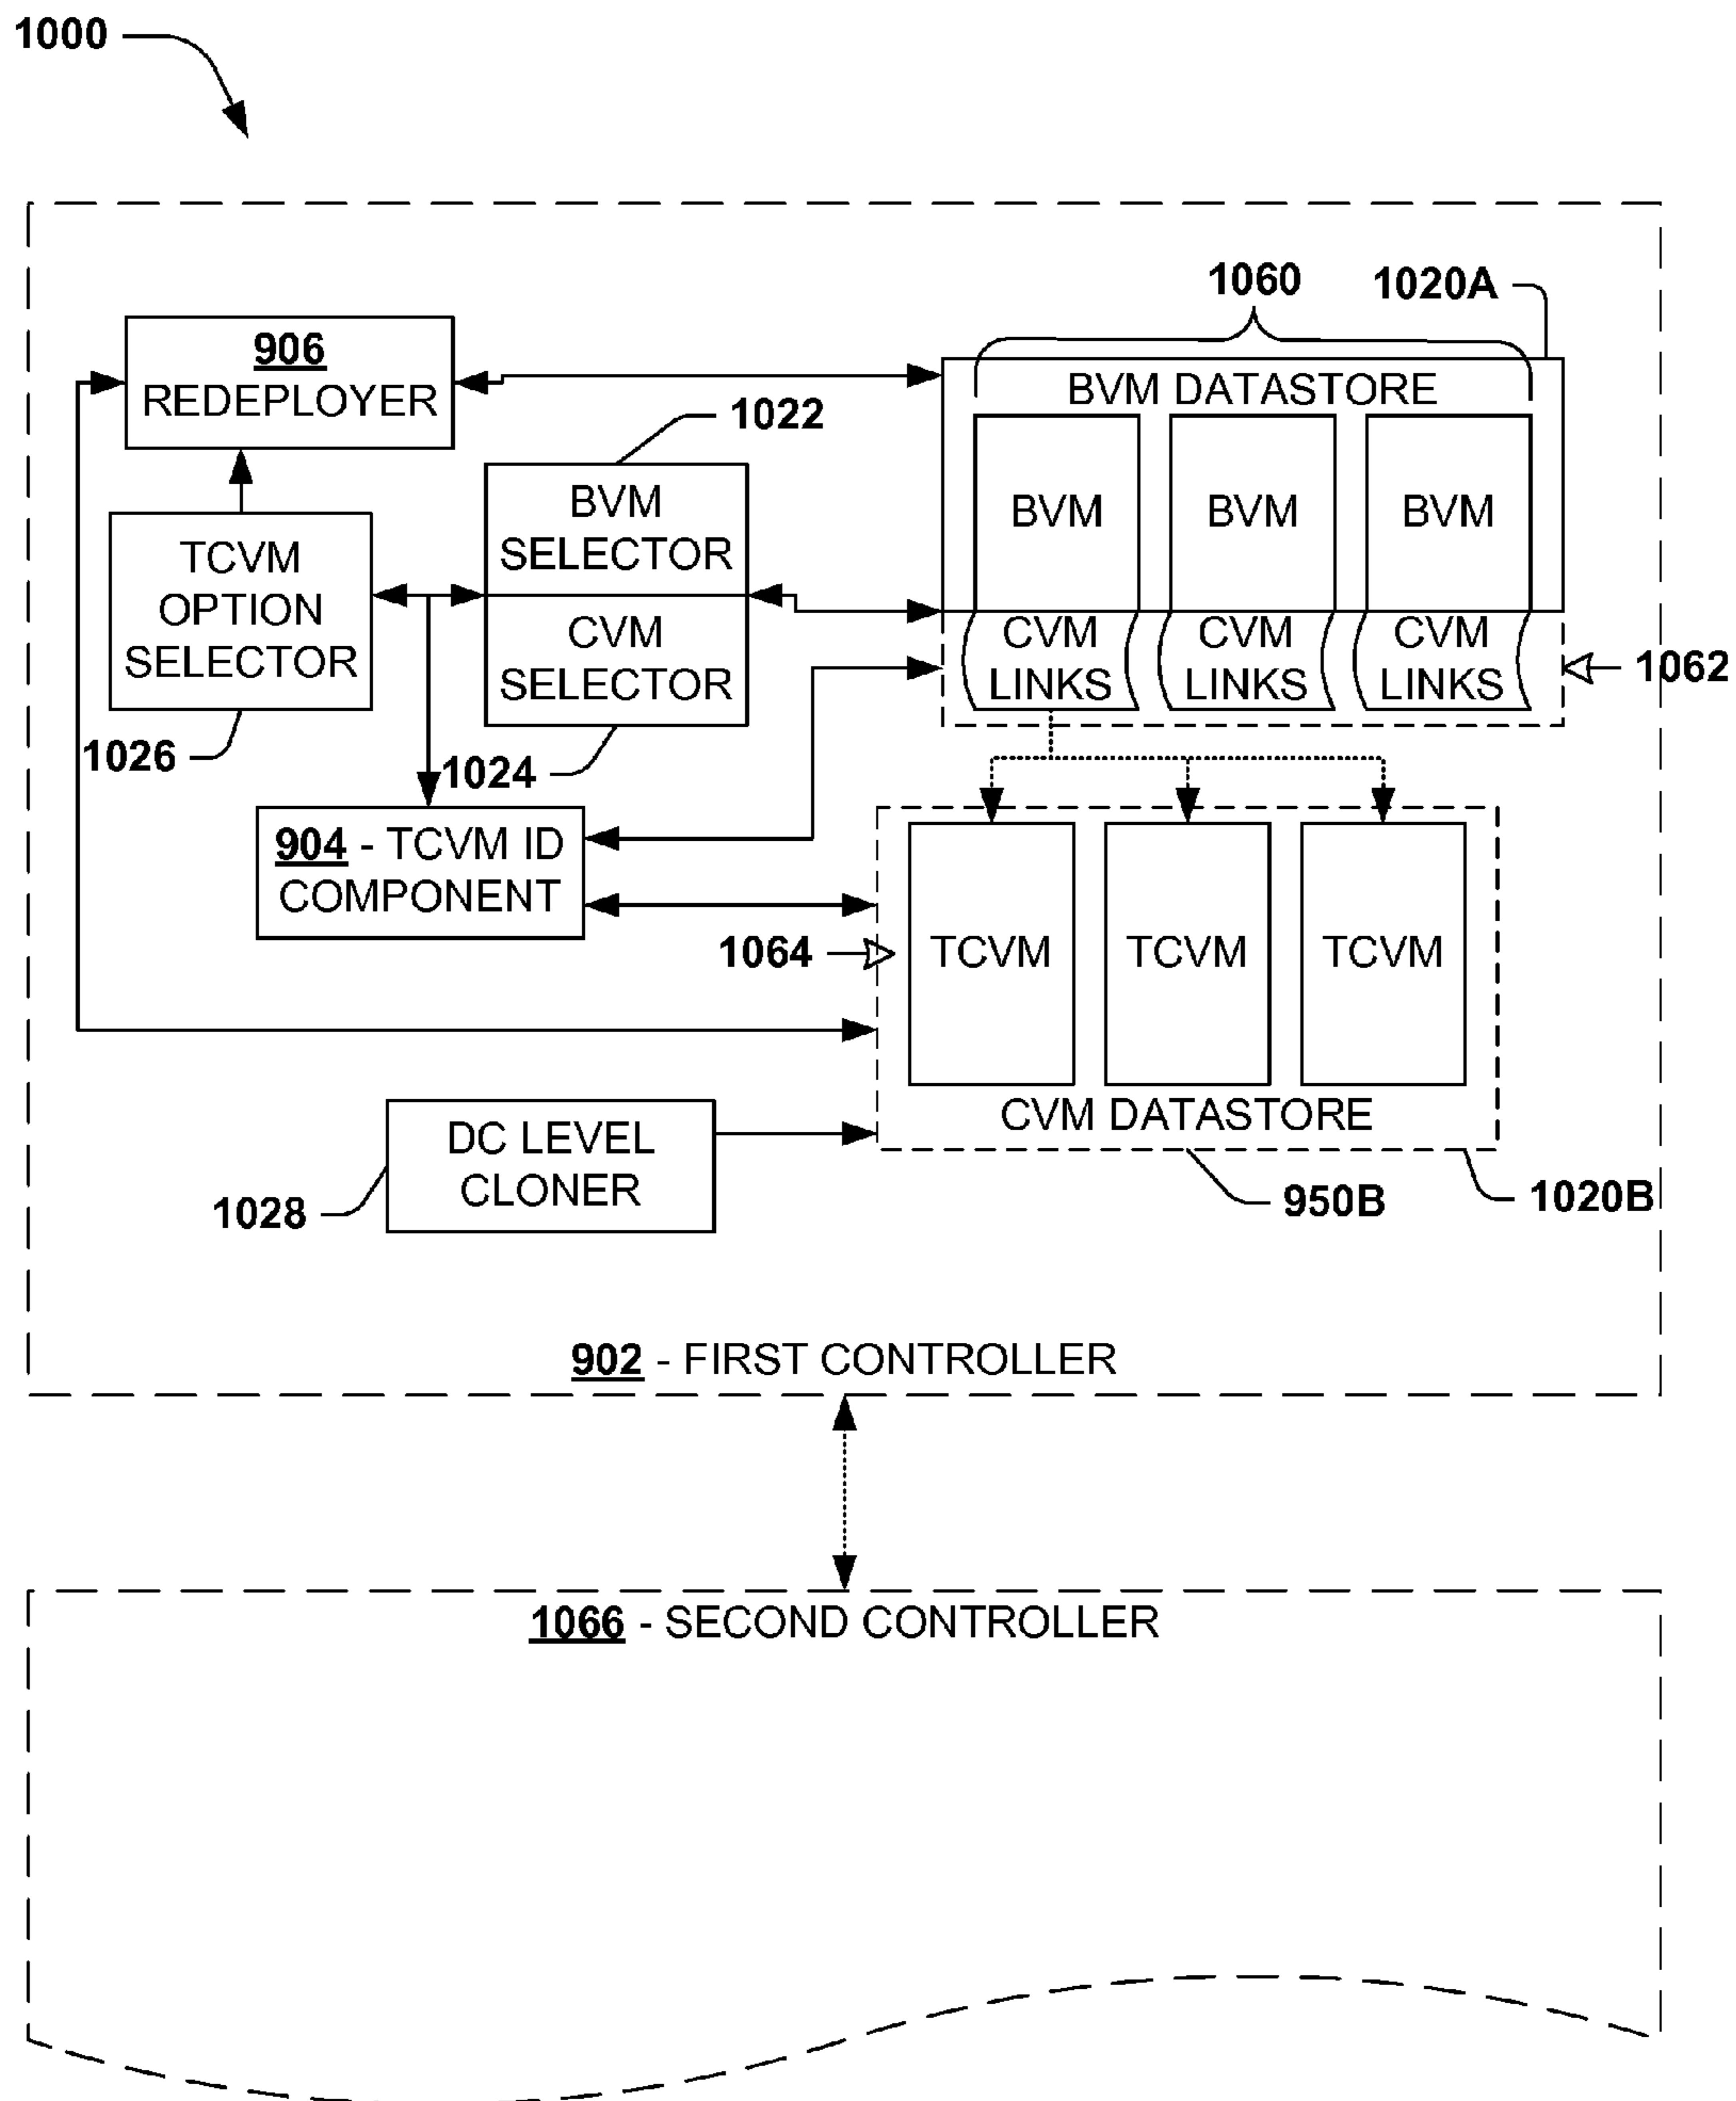 1000
1060
1020A
906
REDEPLOYER
BVM DATASTORE
1022
BVM
SELECTOR
BVM
BVM
BVM
TCVM
OPTION
SELECTOR
CVM
SELECTOR
CVM
LINKS
CVM
LINKS
CVM
LINKS
1062
1026
1024
904 - TCVM ID
COMPONENT
1064
TCVM
TCVM
TCVM
CVM DATASTORE
DC LEVEL
CLONER
1028
950B
1020B
902 - FIRST CONTROLLER
1066 - SECOND CONTROLLER